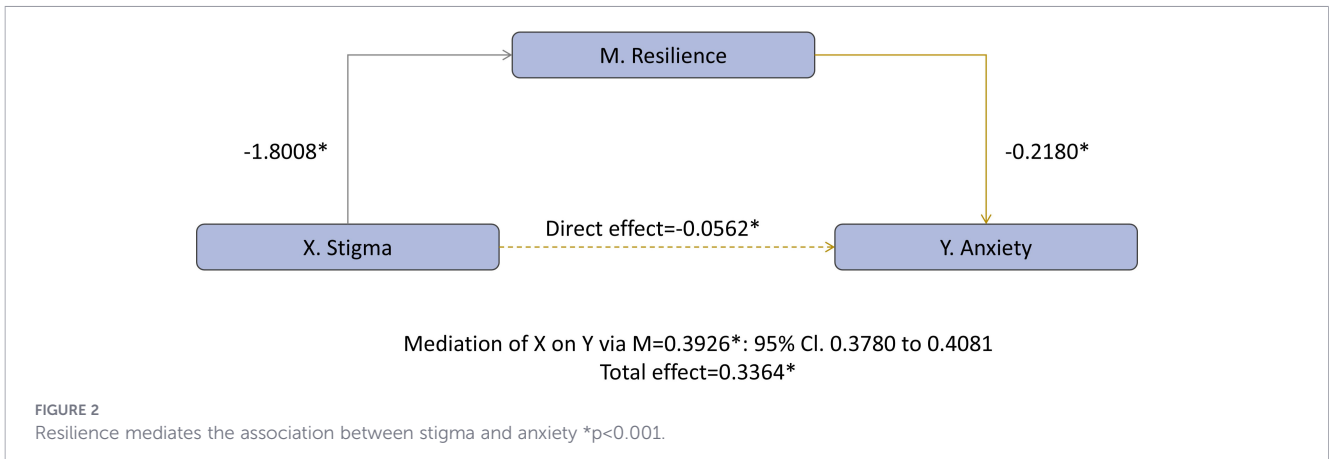 M. Resilience
-1.8008*
-0.2180*
Direct effect=-0.0562*
X. Stigma
Y. Anxiety
Mediation of X on Y via M=0.3926*: 95% Cl. 0.3780 to 0.4081
Total effect=0.3364*
FIGURE 2
Resilience mediates the association between stigma and anxiety *p<0.001.